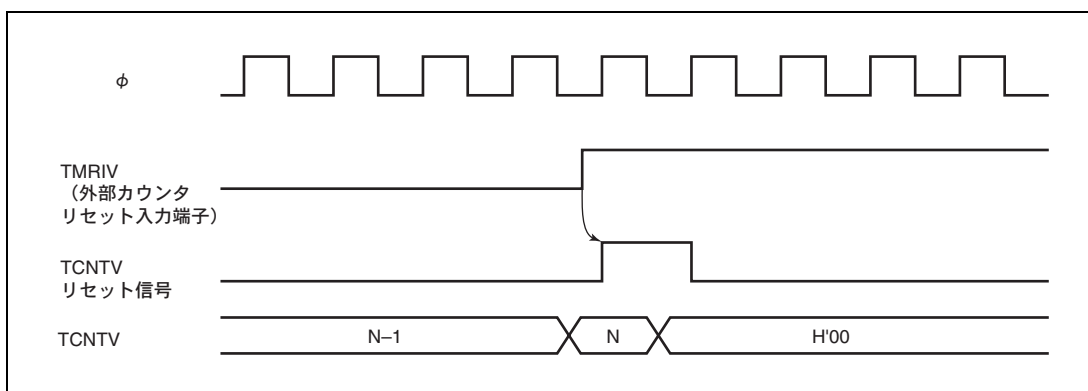 φ
TMRIV
（外部カウンタ
リセット入力端子）
TCNTV
リセット信号
TCNTV
N–1
N
H'00